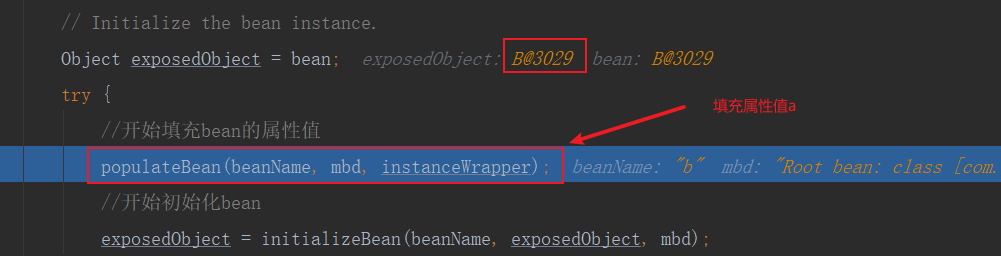 // Initialize the bean instance.
Object exposedObject = bean; exposedObject: B@3029 bean: B@3029
try {
填充属性值a
//开始填充bean的属性值
populateBean(beanName, mbd, instanceWrapper); beanName: "b" mbd: "Root bean: class [com.
//开始初始化bean
exposedObject = initializeBean(beanName, exposedObject, mbd);